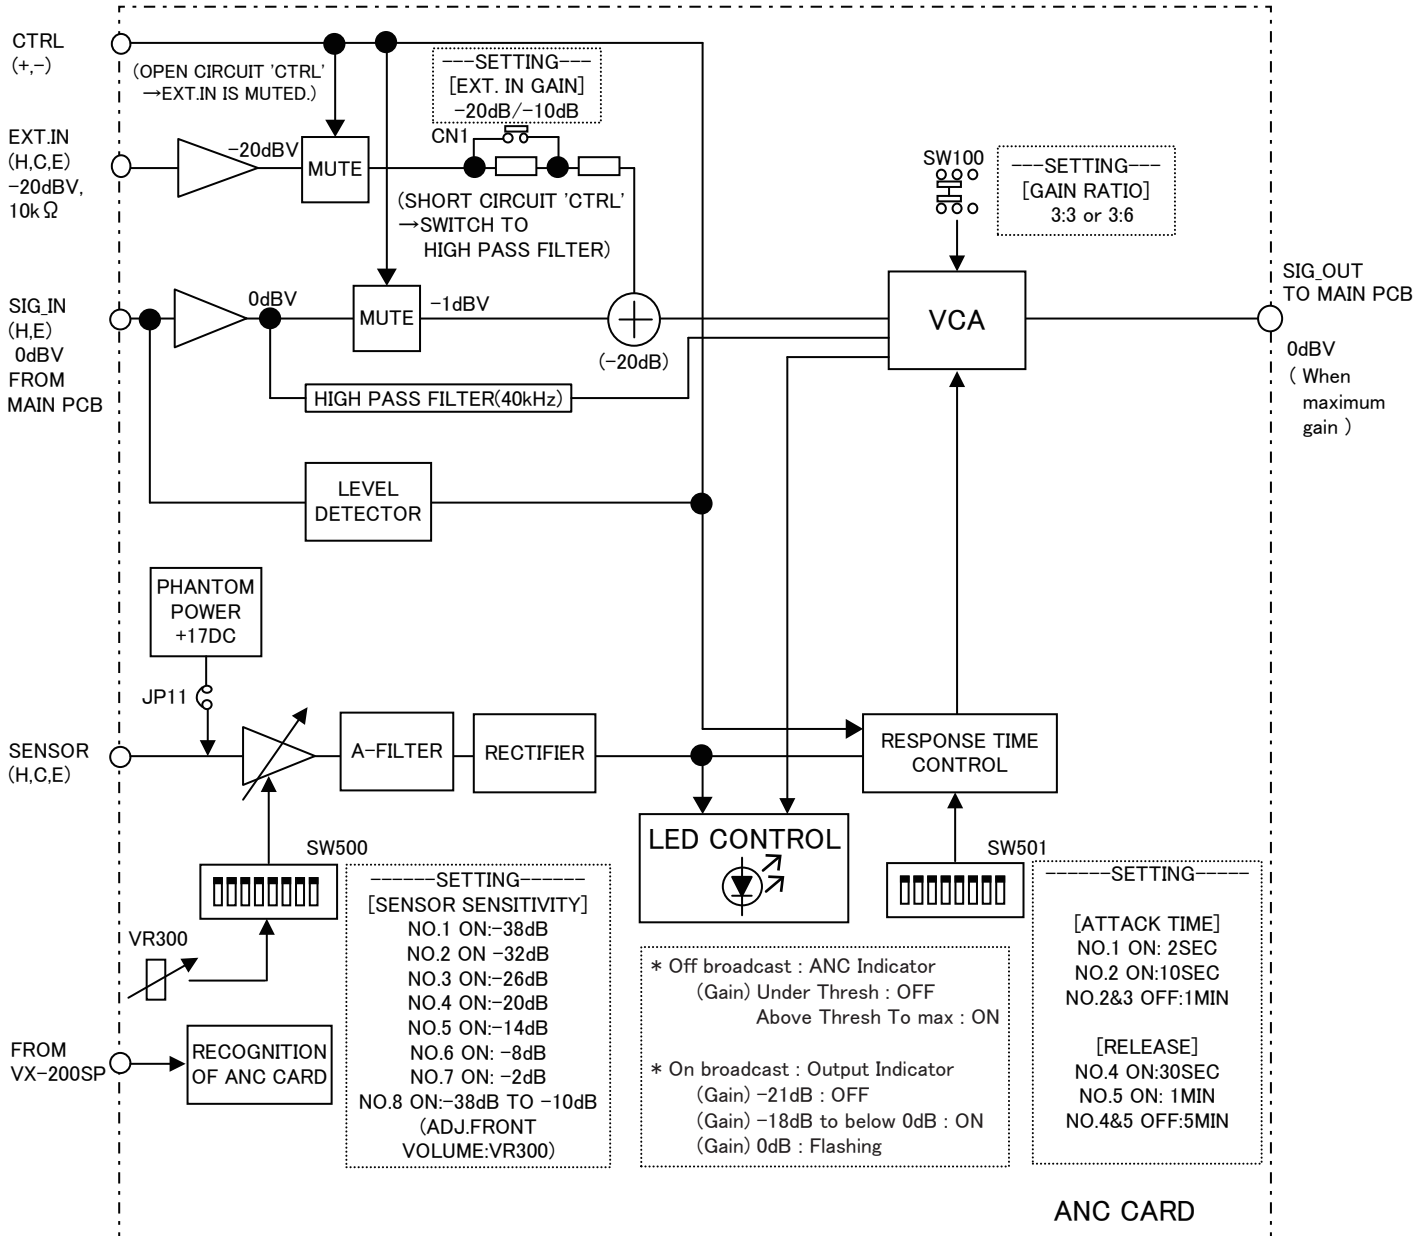 CTRL
(+,-)
(OPEN CIRCUIT 'CTRL'
→EXT.IN IS MUTED.)
---SETTING---
[EXT. IN GAIN]
-20dB/-10dB
CN1
EXT.IN
(H,C,E)
-20dBV,
10kΩ
-20dBV
MUTE
(SHORT CIRCUIT 'CTRL'
→SWITCH TO
HIGH PASS FILTER)
SW100
---SETTING---
[GAIN RATIO]
3:3 or 3:6
SIG_IN
(H,E)
0dBV
FROM
MAIN PCB
0dBV
MUTE
-1dBV
(-20dB)
VCA
SIG_OUT
TO MAIN PCB
0dBV
( When
maximum
gain )
HIGH PASS FILTER(40kHz)
LEVEL
DETECTOR
PHANTOM
POWER
+17DC
JP11
SENSOR
(H,C,E)
A-FILTER
RECTIFIER
RESPONSE TIME
CONTROL
LED CONTROL
SW500
------SETTING------
[SENSOR SENSITIVITY]
NO.1 ON:-38dB
NO.2 ON -32dB
NO.3 ON:-26dB
NO.4 ON:-20dB
NO.5 ON:-14dB
NO.6 ON: -8dB
NO.7 ON: -2dB
NO.8 ON:-38dB TO -10dB
(ADJ.FRONT
VOLUME:VR300)
VR300
FROM
VX-200SP
RECOGNITION
OF ANC CARD
SW501
------SETTING-----
[ATTACK TIME]
NO.1 ON: 2SEC
NO.2 ON:10SEC
NO.2&3 OFF:1MIN
[RELEASE]
NO.4 ON:30SEC
NO.5 ON: 1MIN
NO.4&5 OFF:5MIN
* Off broadcast : ANC Indicator
(Gain) Under Thresh : OFF
Above Thresh To max : ON
* On broadcast : Output Indicator
(Gain) -21dB : OFF
(Gain) -18dB to below 0dB : ON
(Gain) 0dB : Flashing
ANC CARD